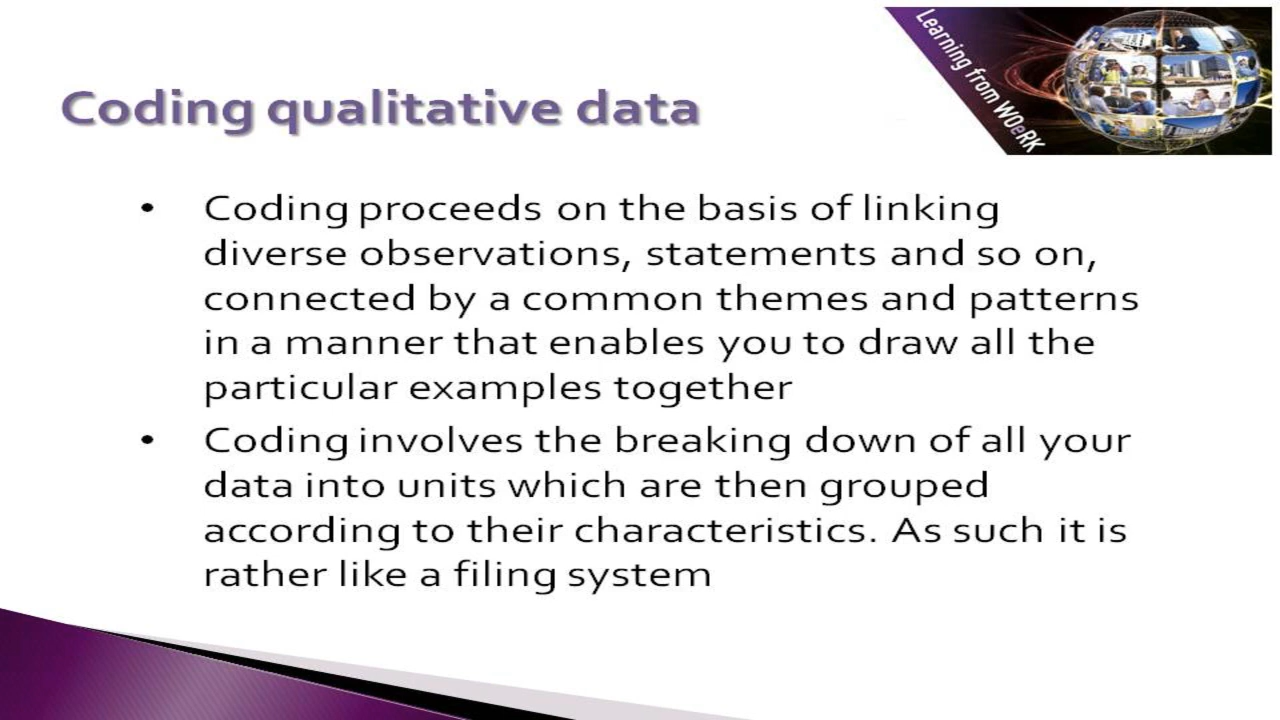 Learning from WOeRK
Coding qualitative data
• Coding proceeds on the basis of linking
diverse observations, statements and so on,
connected by a common themes and patterns
in a manner that enables you to draw all the
particular examples together
• Coding involves the breaking down of all your
data into units which are then grouped
according to their characteristics. As such it is
rather like a filing system